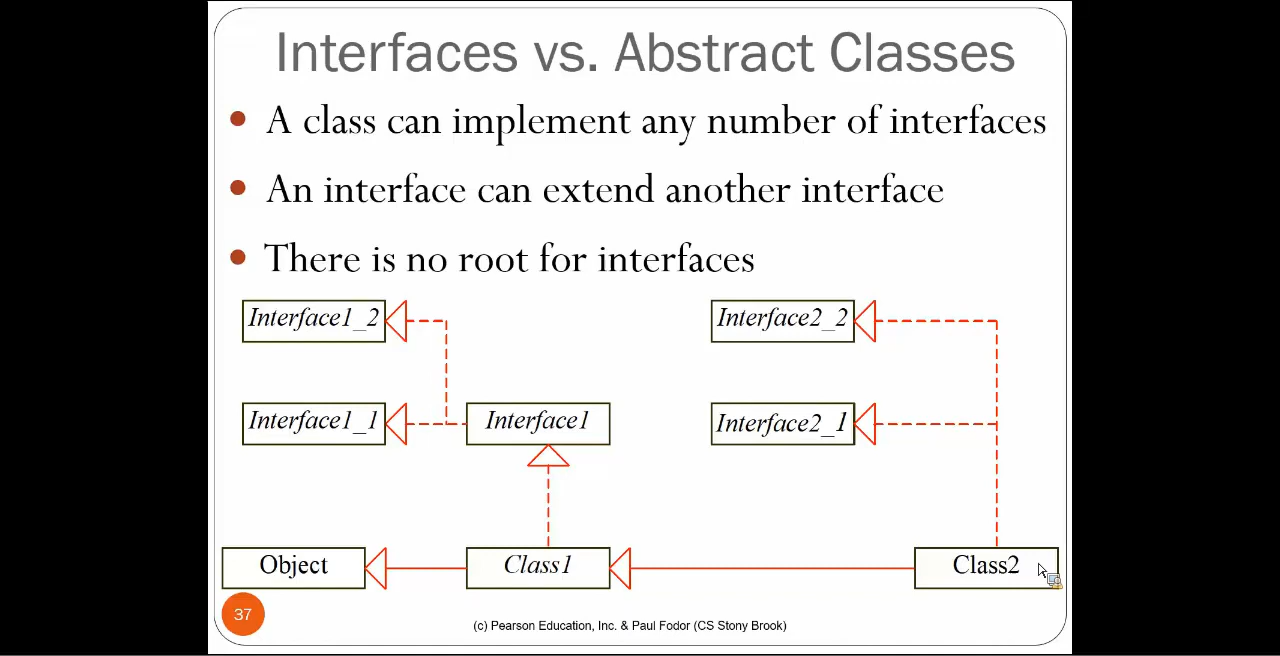 Interfaces vs. Abstract Classes
A class can implement any number of interfaces
An interface can extend another interface
There is no root for interfaces
Interface1_2
Interface2_2
Interface1_1
Interface1
Interface2_1
Object
Class1
Class2
37
(c) Pearson Education, Inc. & Paul Fodor (CS Stony Brook)